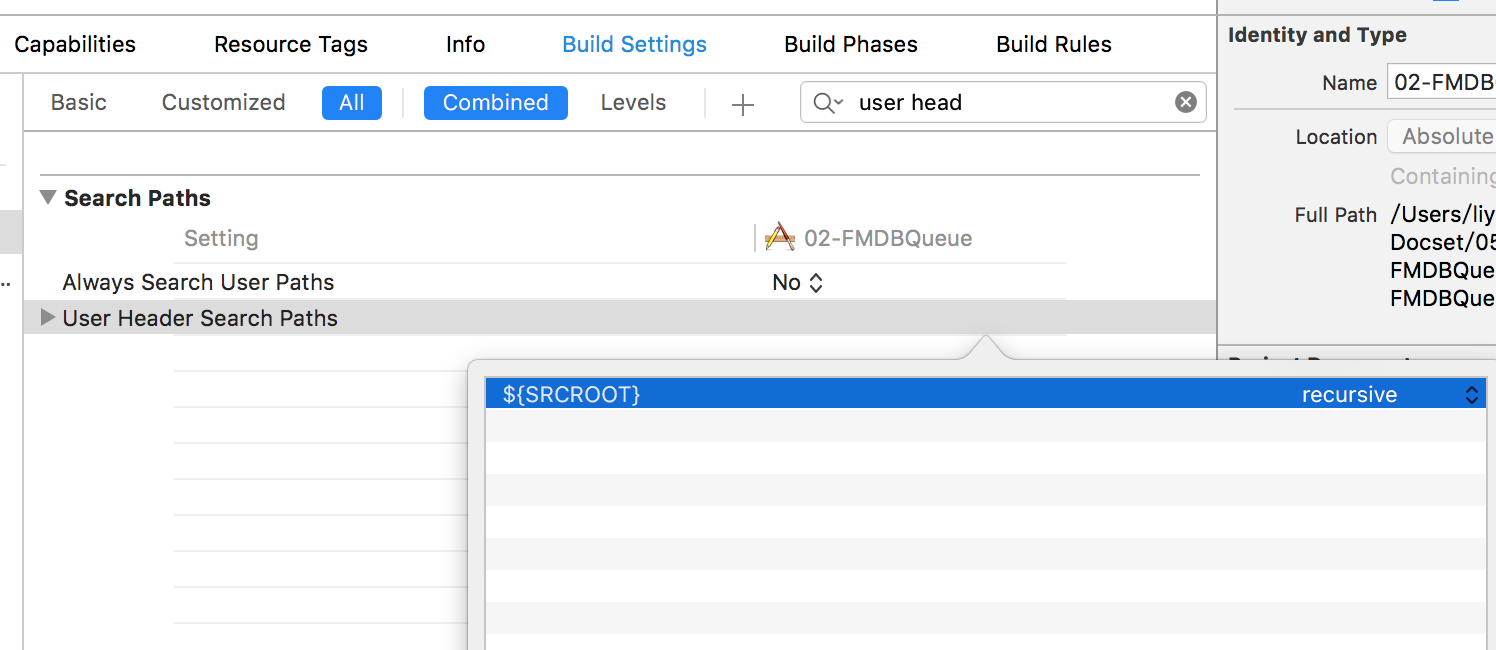 Capabilities Resource Tags Info Build Settings Build Phases Build Rules
Basic Customized All Combined Levels user head
Search Paths
Setting 02-FMDBQueue
Always Search User Paths No
User Header Search Paths
${SRCROOT} recursive
Identity and Type
Name 02-FMDB
Location Absolute
Containing
Full Path /Users/liy
Docset/05
FMDBQue
FMDBQue